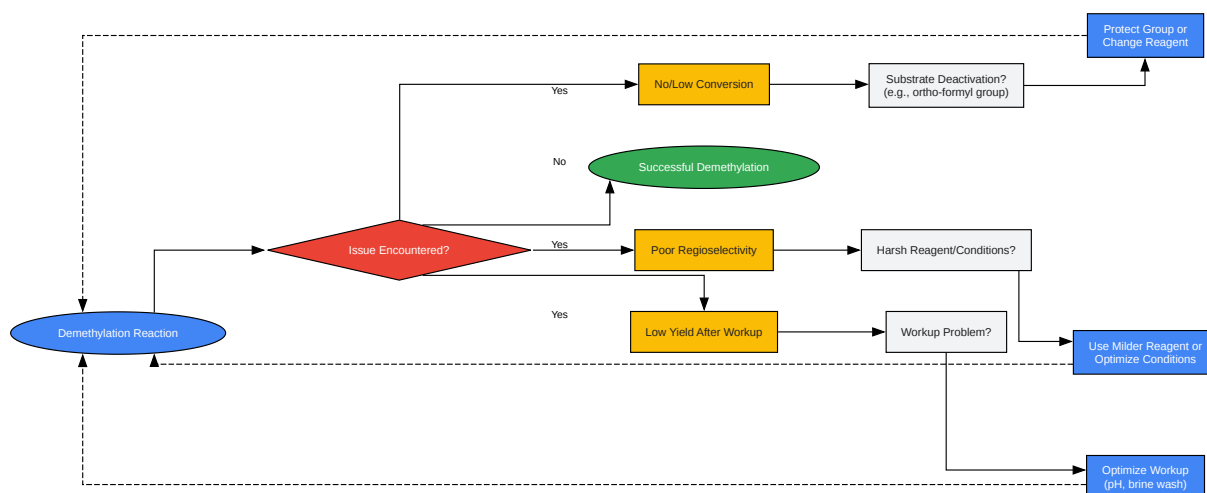 Protect Group or
Change Reagent
Yes
No/Low Conversion
Substrate Deactivation?
(e.g., ortho-formyl group)
No
Successful Demethylation
Issue Encountered?
Yes
Poor Regioselectivity
Harsh Reagent/Conditions?
Demethylation Reaction
Yes
Low Yield After Workup
Workup Problem?
Use Milder Reagent or
Optimize Conditions
Optimize Workup
(pH, brine wash)